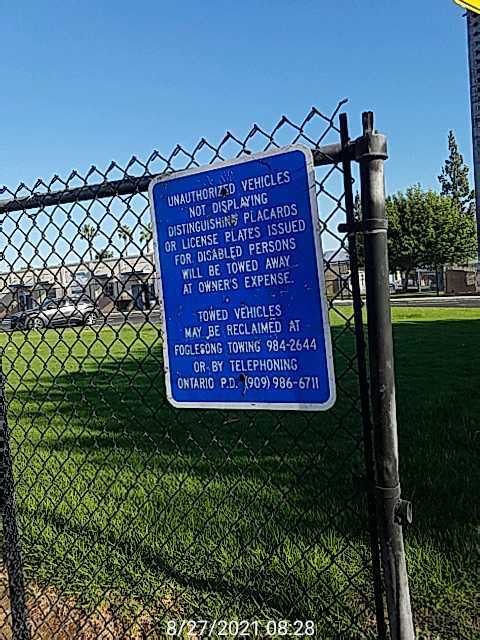 UNAUTHORIZED VEHICLES
NOT DISPLAYING
DISTINGUISHING PLACARDS
OR LICENSE PLATES ISSUED
FOR DISABLED PERSONS
WILL BE TOWED AWAY
AT OWNER'S EXPENSE.
TOWED VEHICLES
MAY BE RECLAIMED AT
FOGLESONG TOWING 984-2644
OR BY TELEPHONING
ONTARIO P.D. (909) 986-6711
8/27/2021 08:28